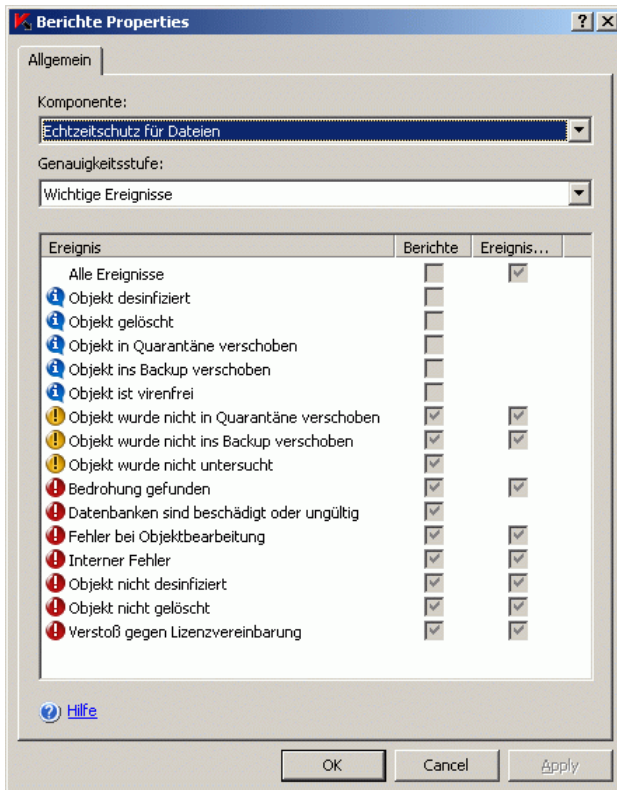 Berichte Properties
Allgemein
Komponente:
Echtzeitschutz für Dateien
Genauigkeitsstufe:
Wichtige Ereignisse
Ereignis Berichte Ereignis...
Alle Ereignisse
Objekt desinfiziert
Objekt gelöscht
Objekt in Quarantäne verschoben
Objekt ins Backup verschoben
Objekt ist virenfrei
Objekt wurde nicht in Quarantäne verschoben
Objekt wurde nicht ins Backup verschoben
Objekt wurde nicht untersucht
Bedrohung gefunden
Datenbanken sind beschädigt oder ungültig
Fehler bei Objektbearbeitung
Interner Fehler
Objekt nicht desinfiziert
Objekt nicht gelöscht
Verstoß gegen Lizenzvereinbarung
Hilfe
OK Cancel Apply